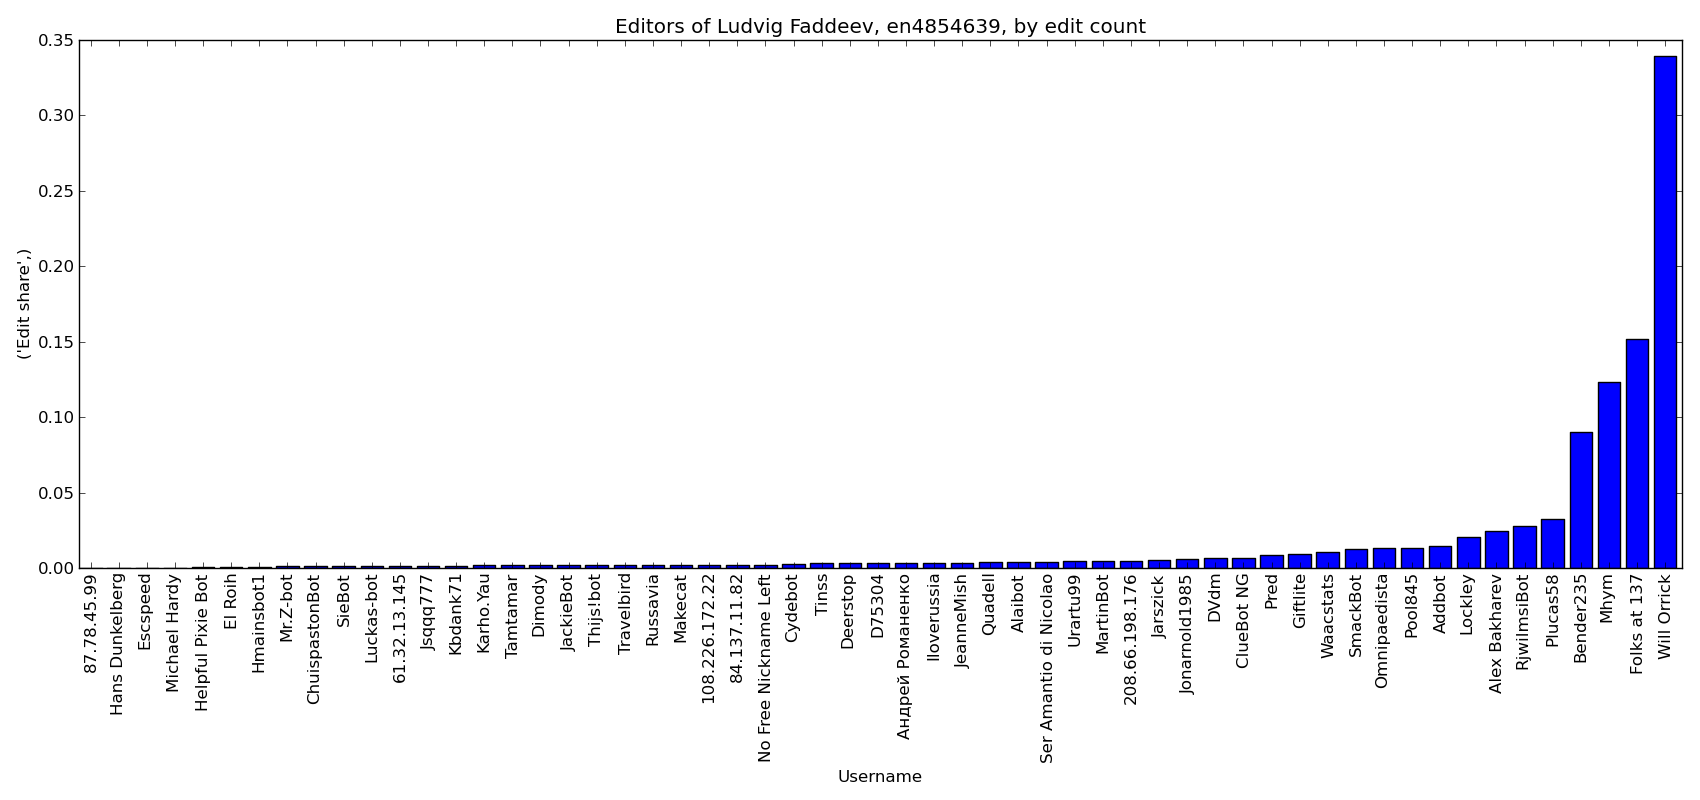 Editors of Ludvig Faddeev, en4854639, by edit count
0.35
0.30
0.25
0.20
0.15
0.10
0.05
0.00
('Edit share',)
87.78.45.99
Hans Dunkelberg
Escspeed
Michael Hardy
Helpful Pixie Bot
El Roih
Hmainsbot1
Mr.Z-bot
ChuispastonBot
SieBot
Luckas-bot
61.32.13.145
Jsqqq777
Kbdank71
Karho.Yau
Tamtamar
Dimody
JackieBot
Thijs!bot
Travelbird
Russavia
Makecat
108.226.172.22
84.137.11.82
No Free Nickname Left
Cydebot
Tinss
Deerstop
D75304
Андрей Романенко
Iloverussia
JeanneMish
Quadell
Alaibot
Ser Amantio di Nicolao
Urartu99
MartinBot
208.66.198.176
Jarszick
Jonarnold1985
DVdm
ClueBot NG
Pred
Giftlite
Waacstats
SmackBot
Omnipaedista
Pool845
Addbot
Lockley
Alex Bakharev
RjwilmsiBot
Plucas58
Bender235
Mhym
Folks at 137
Will Orrick
Username